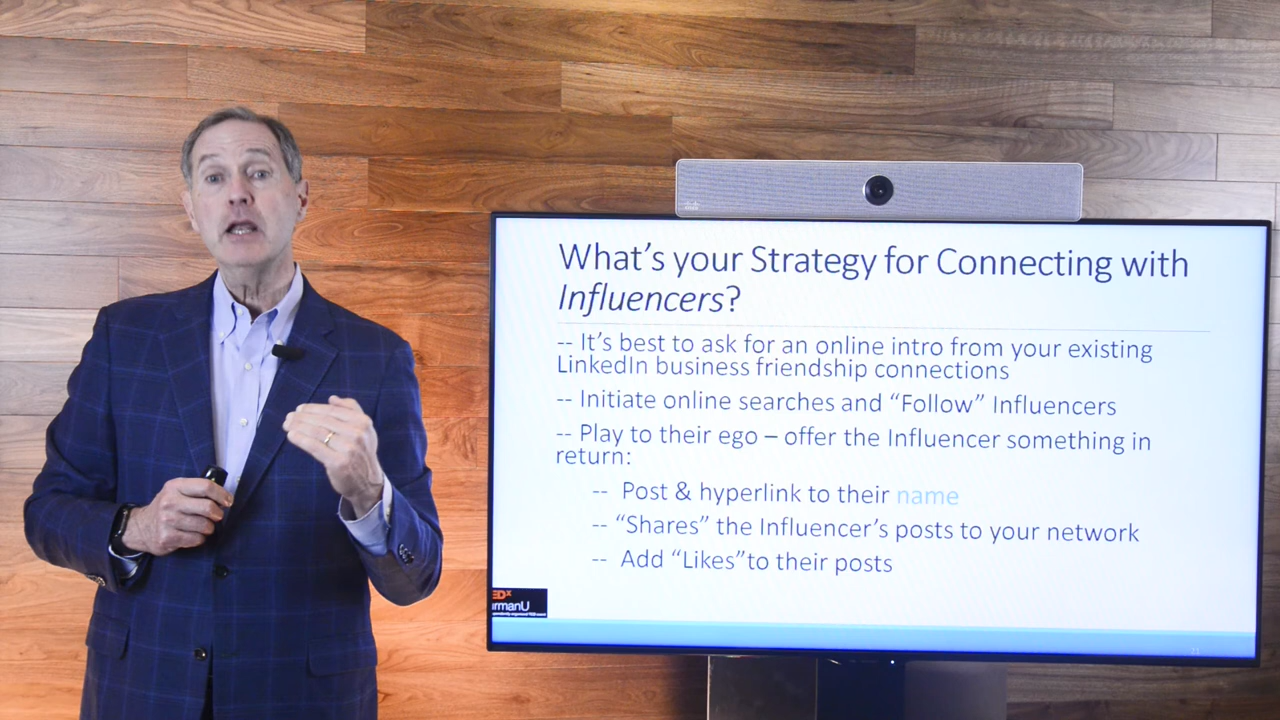 What's your Strategy for Connecting with
Influencers?
-- It's best to ask for an online intro from your existing
LinkedIn business friendship connections
-- Initiate online searches and “Follow” Influencers
-- Play to their ego – offer the Influencer something in
return:
-- Post & hyperlink to their name
-- “Shares” the Influencer's posts to your network
-- Add “Likes”to their posts
EDx
rmanU